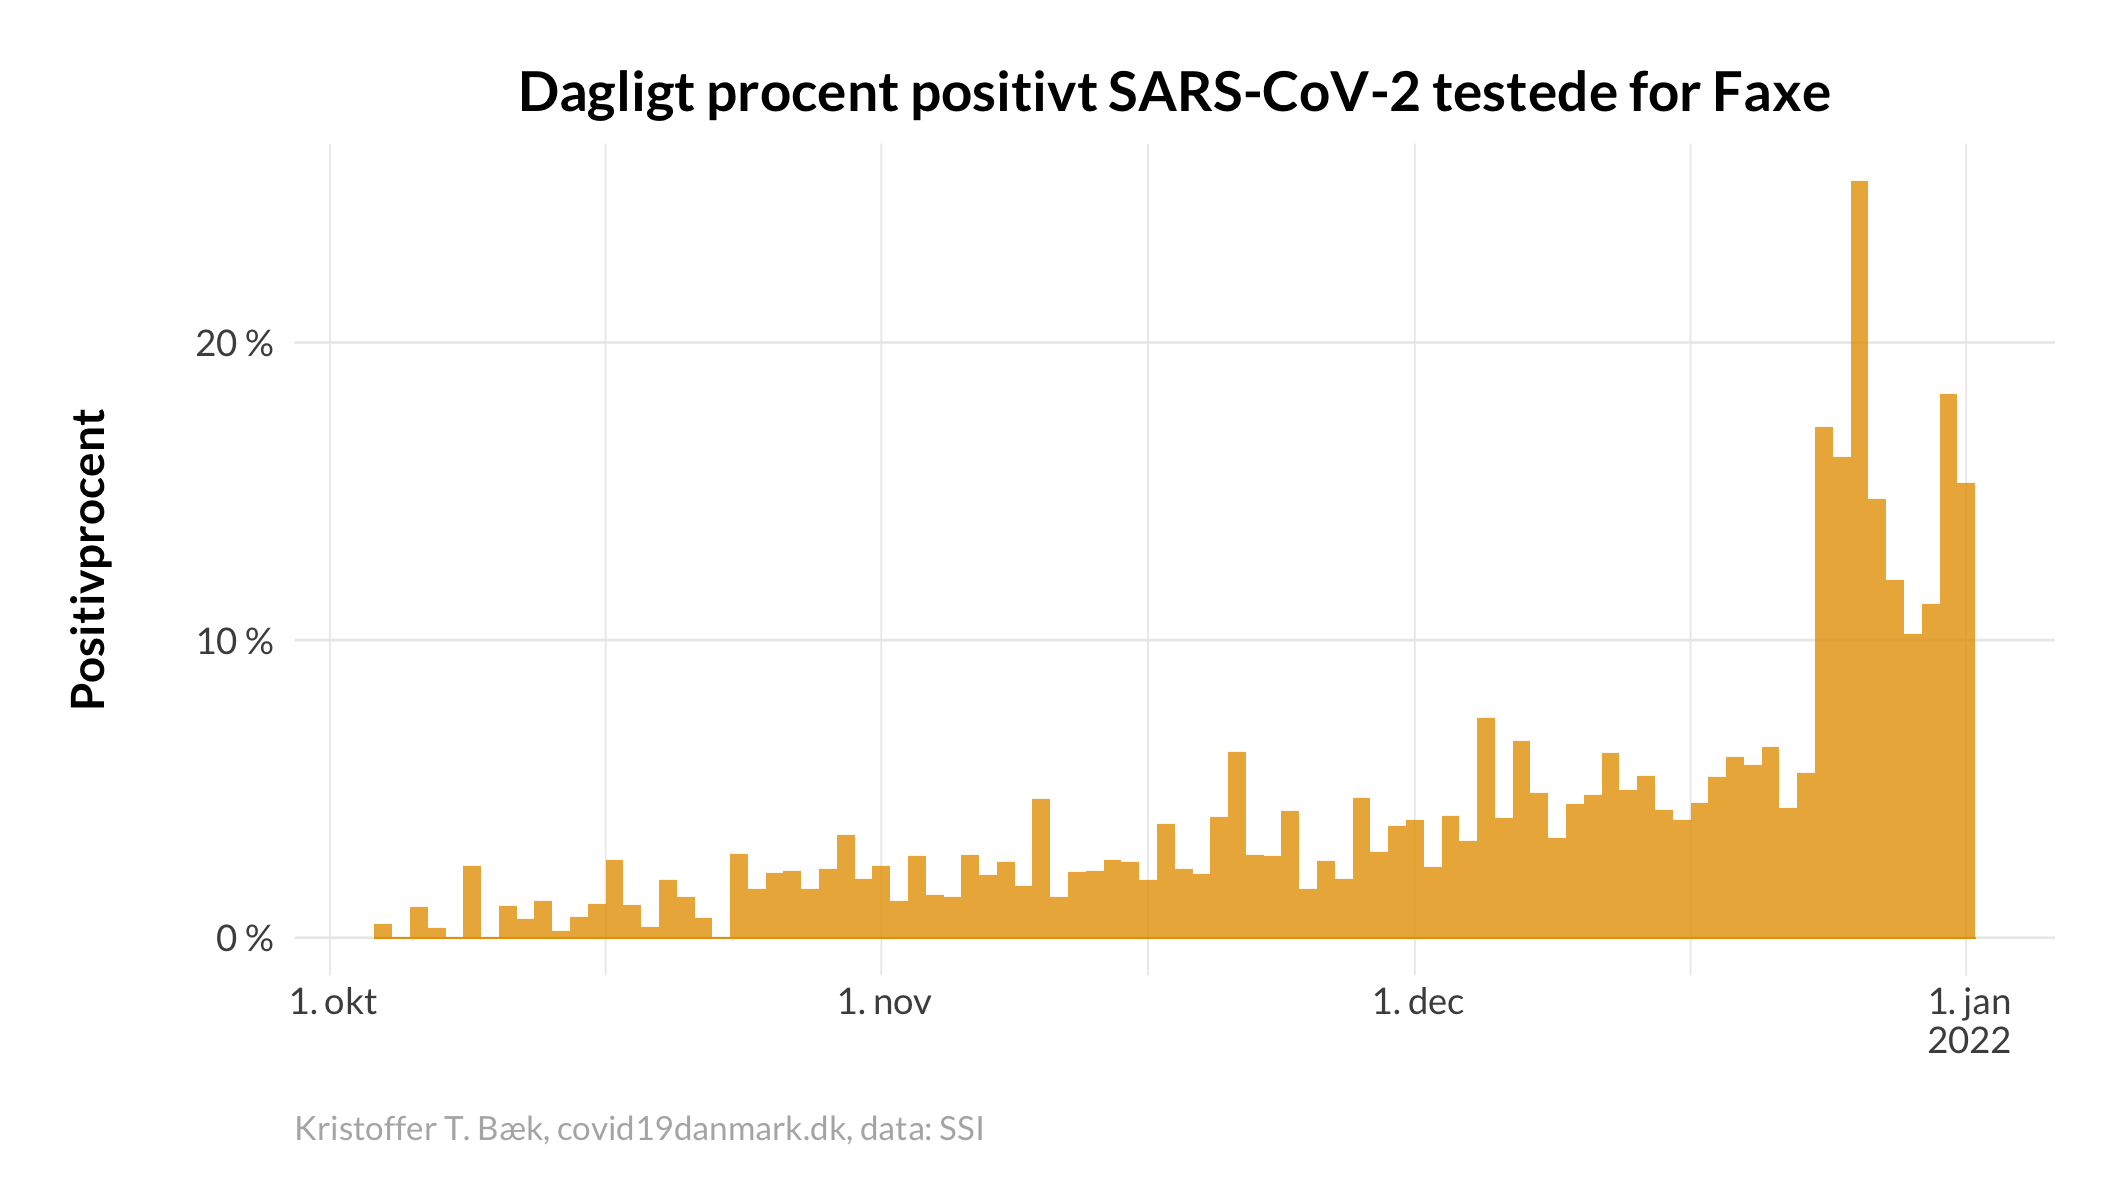 Dagligt procent positivt SARS-CoV-2 testede for Faxe
Positivprocent
20 %
10 %
0 %
1. okt
1. nov
1. dec
1. jan
2022
Kristoffer T. Bæk, covid19danmark.dk, data: SSI